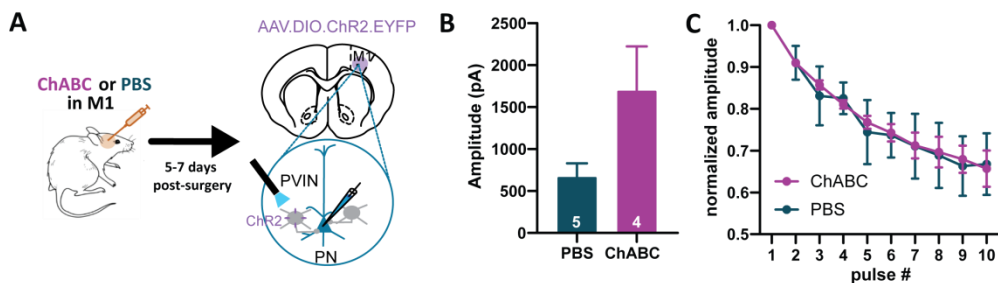 A
ChABC or PBS
in M1
5-7 days
post-surgery
AAV.DIO.ChR2.EYFP
M1
PVIN
ChR2
PN
B
Amplitude (pA)
2500
2000
1500
1000
500
0
5
4
PBS ChABC
C
normalized amplitude
1.0
0.9
0.8
0.7
0.6
0.5
ChABC
PBS
1 2 3 4 5 6 7 8 9 10
pulse #